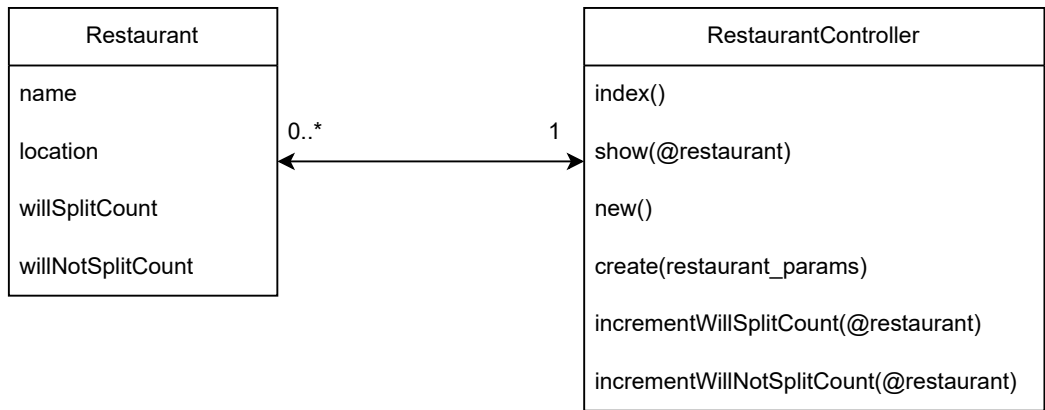 Restaurant
name
location
willSplitCount
willNotSplitCount
0..*
1
RestaurantController
index()
show(@restaurant)
new()
create(restaurant_params)
incrementWillSplitCount(@restaurant)
incrementWillNotSplitCount(@restaurant)